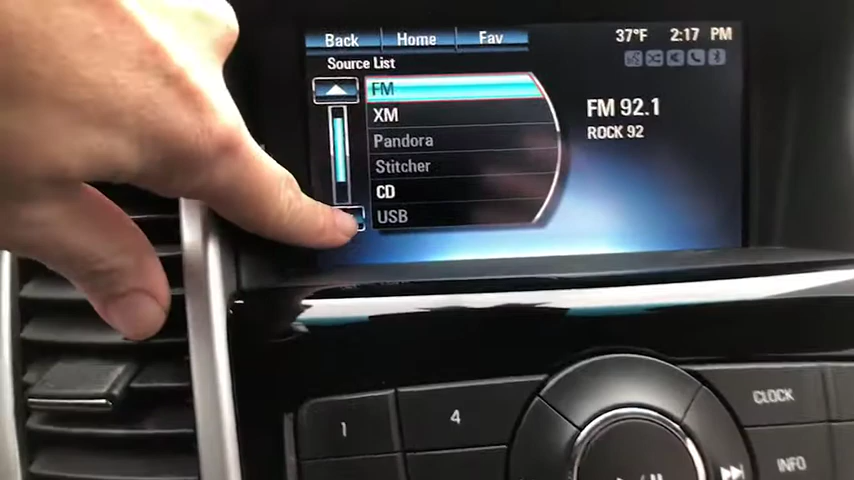 Back Home Fav 37°F 2:17 PM
Source List
FM
XM
Pandora
Stitcher
CD
USB
FM 92.1
ROCK 92
1 4
CLOCK
INFO